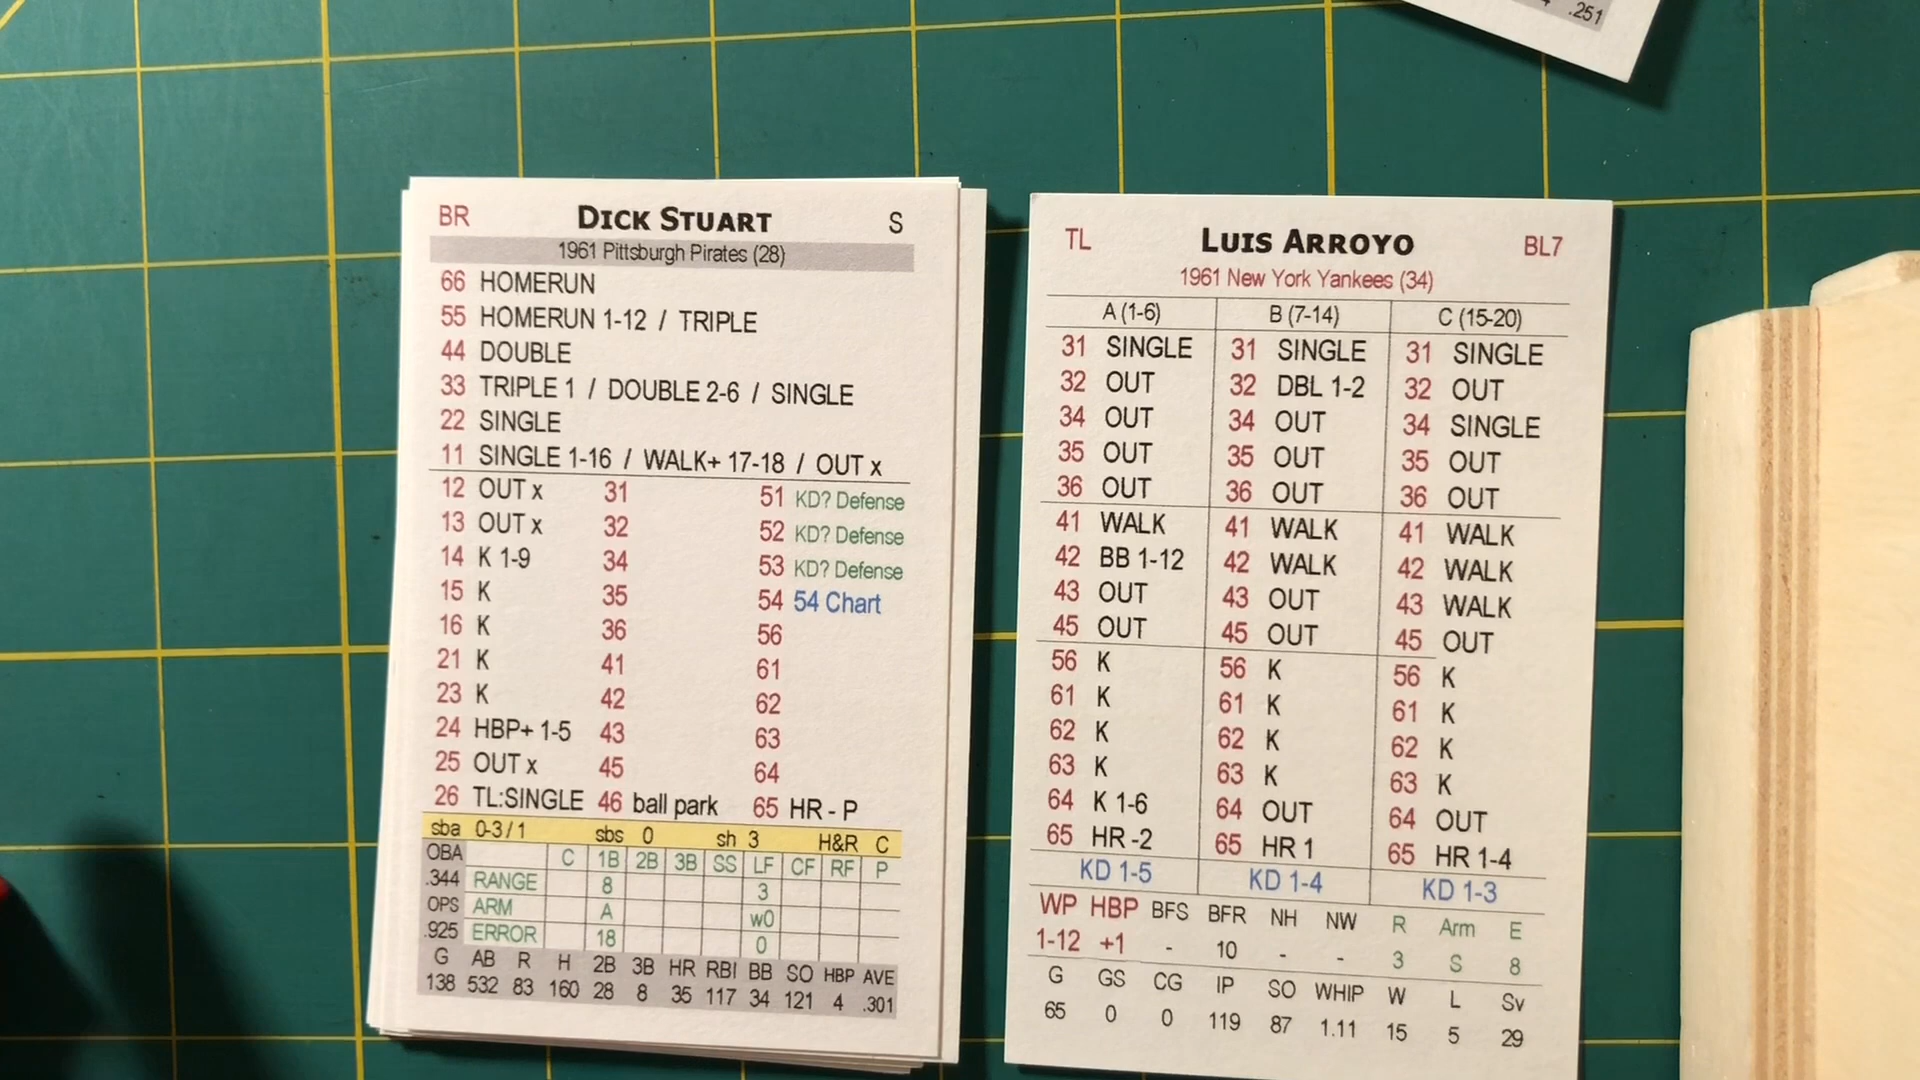 .251
BR DICK STUART S
1961 Pittsburgh Pirates (28)
66 HOMERUN
55 HOMERUN 1-12 / TRIPLE
44 DOUBLE
33 TRIPLE 1 / DOUBLE 2-6 / SINGLE
22 SINGLE
11 SINGLE 1-16 / WALK+ 17-18 / OUT x
12 OUT x 31 51 KD? Defense
13 OUT x 32 52 KD? Defense
14 K 1-9 34 53 KD? Defense
15 K 35 54 54 Chart
16 K 36 56
21 K 41 61
23 K 42 62
24 HBP+ 1-5 43 63
25 OUT x 45 64
26 TL:SINGLE 46 ball park 65 HR - P
sba 0-3 / 1 sbs 0 sh 3 H&R C
OBA C 1B 2B 3B SS LF CF RF P
.344 RANGE 8 3
OPS ARM A w0
.925 ERROR 18 0
G AB R H 2B 3B HR RBI BB SO HBP AVE
138 532 83 160 28 8 35 117 34 121 4 .301
TL LUIS ARROYO BL7
1961 New York Yankees (34)
A (1-6) B (7-14) C (15-20)
31 SINGLE 31 SINGLE 31 SINGLE
32 OUT 32 DBL 1-2 32 OUT
34 OUT 34 OUT 34 SINGLE
35 OUT 35 OUT 35 OUT
36 OUT 36 OUT 36 OUT
41 WALK 41 WALK 41 WALK
42 BB 1-12 42 WALK 42 WALK
43 OUT 43 OUT 43 WALK
45 OUT 45 OUT 45 OUT
56 K 56 K 56 K
61 K 61 K 61 K
62 K 62 K 62 K
63 K 63 K 63 K
64 K 1-6 64 OUT 64 OUT
65 HR -2 65 HR 1 65 HR 1-4
KD 1-5 KD 1-4 KD 1-3
WP HBP BFS BFR NH NW R Arm E
1-12 +1 - 10 - - 3 S 8
G GS CG IP SO WHIP W L Sv
65 0 0 119 87 1.11 15 5 29